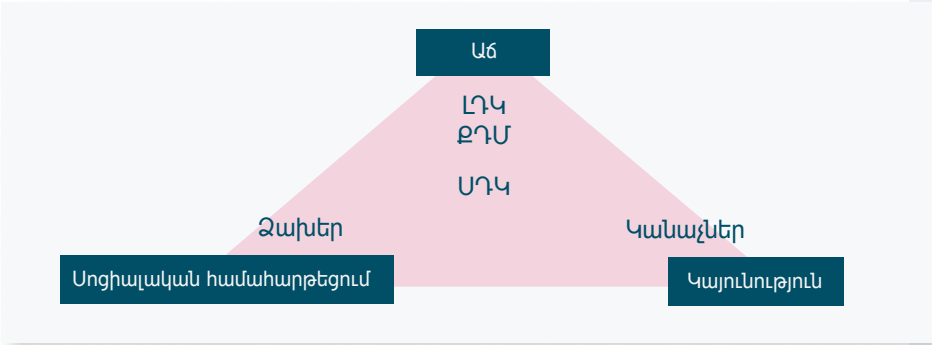 Աճ
ԼԴԿ
ՔԴՄ
ՍԴԿ
Ձախեր
Կանաչներ
Սոցիալական համահարթեցում
Կայունություն